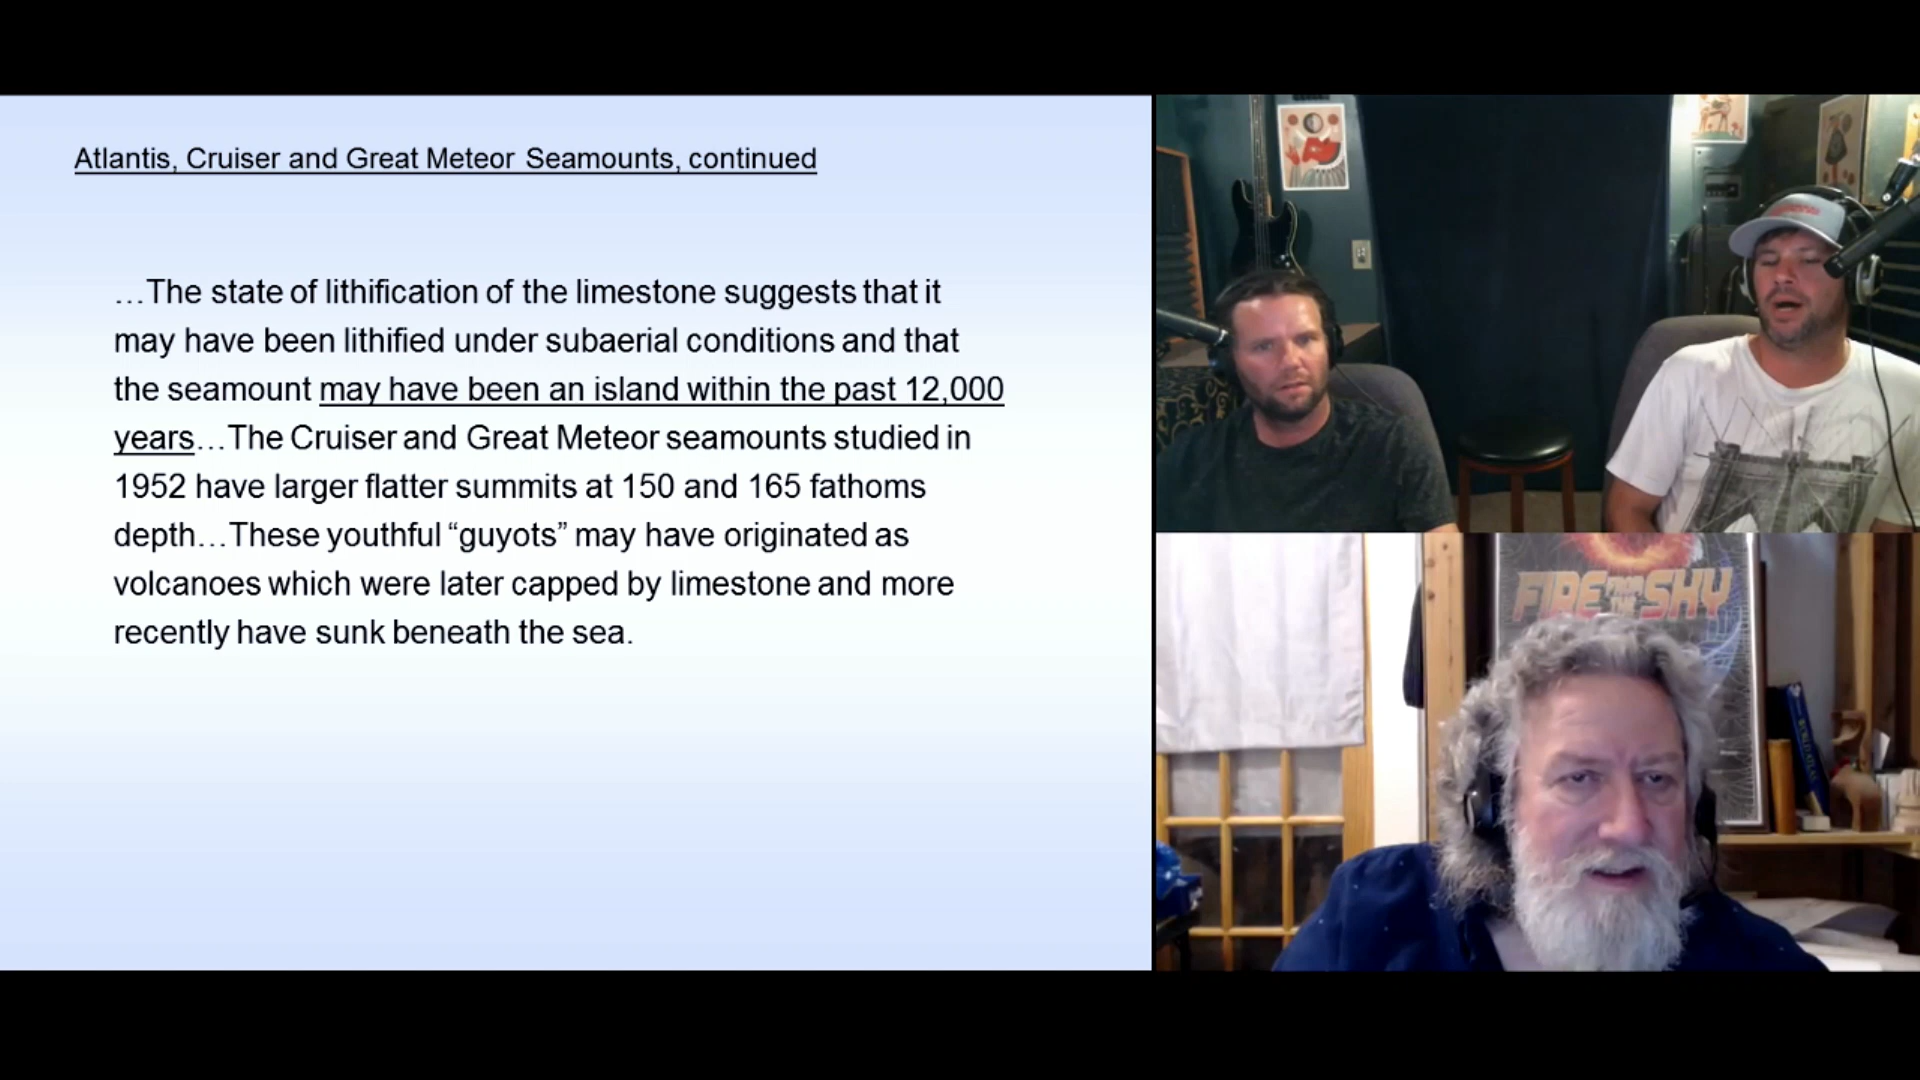 Atlantis, Cruiser and Great Meteor Seamounts, continued
…The state of lithification of the limestone suggests that it
may have been lithified under subaerial conditions and that
the seamount may have been an island within the past 12,000
years…The Cruiser and Great Meteor seamounts studied in
1952 have larger flatter summits at 150 and 165 fathoms
depth…These youthful “guyots” may have originated as
volcanoes which were later capped by limestone and more
recently have sunk beneath the sea.
FIRE FROM THE SKY
WORLD ATLAS